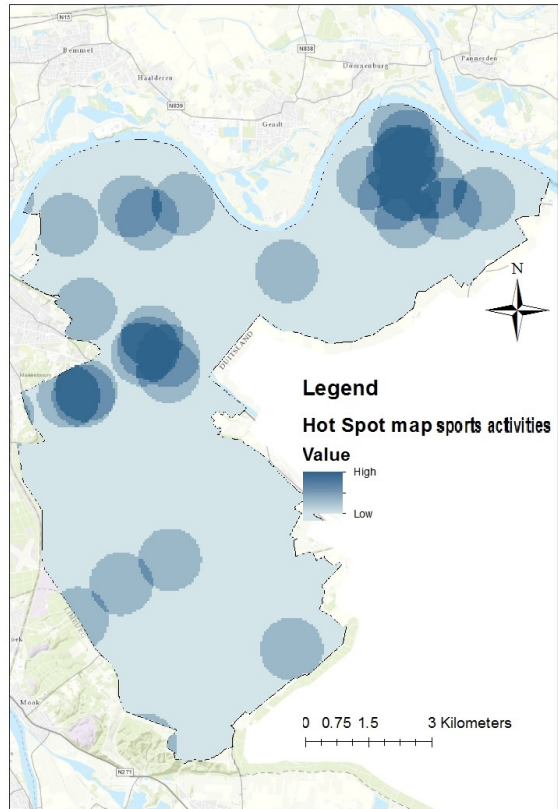 N15
Bemmel
Haalderen
N839
N838
Doornenburg
Pannerden
Gendt
N
DUITSLAND
Legend
Hot Spot map sports activities
Value
High
Low
Mook
N271
0 0.75 1.5 3 Kilometers